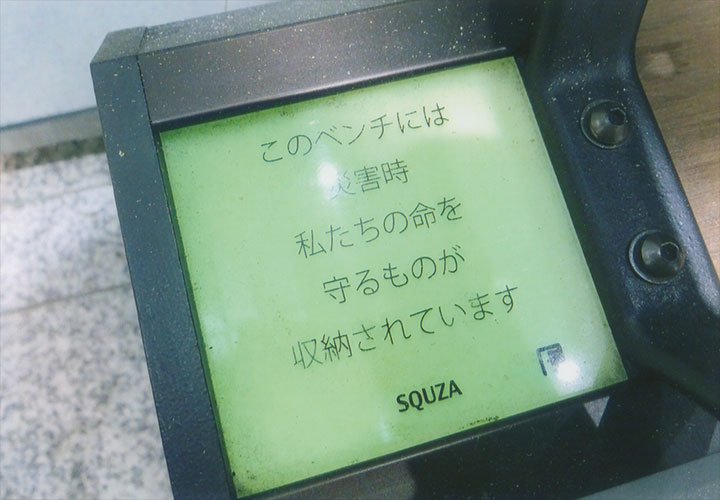 このベンチには
災害時
私たちの命を
守るものが
収納されています
SQUZA